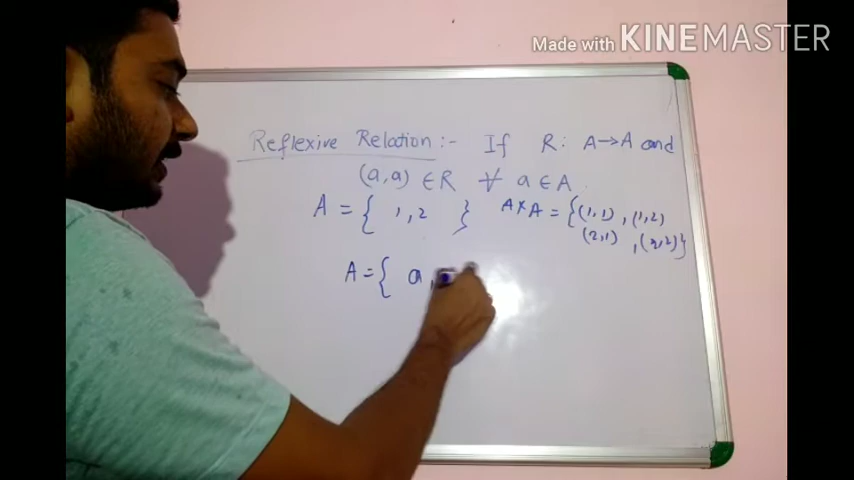 Made with KINEMASTER
Reflexive Relation :- If R: A→A and
(a,a) ∈ R ∀ a ∈ A.
A = { 1, 2 } A×A = {(1,1), (1,2)
(2,1), (2,2)}
A = { a,